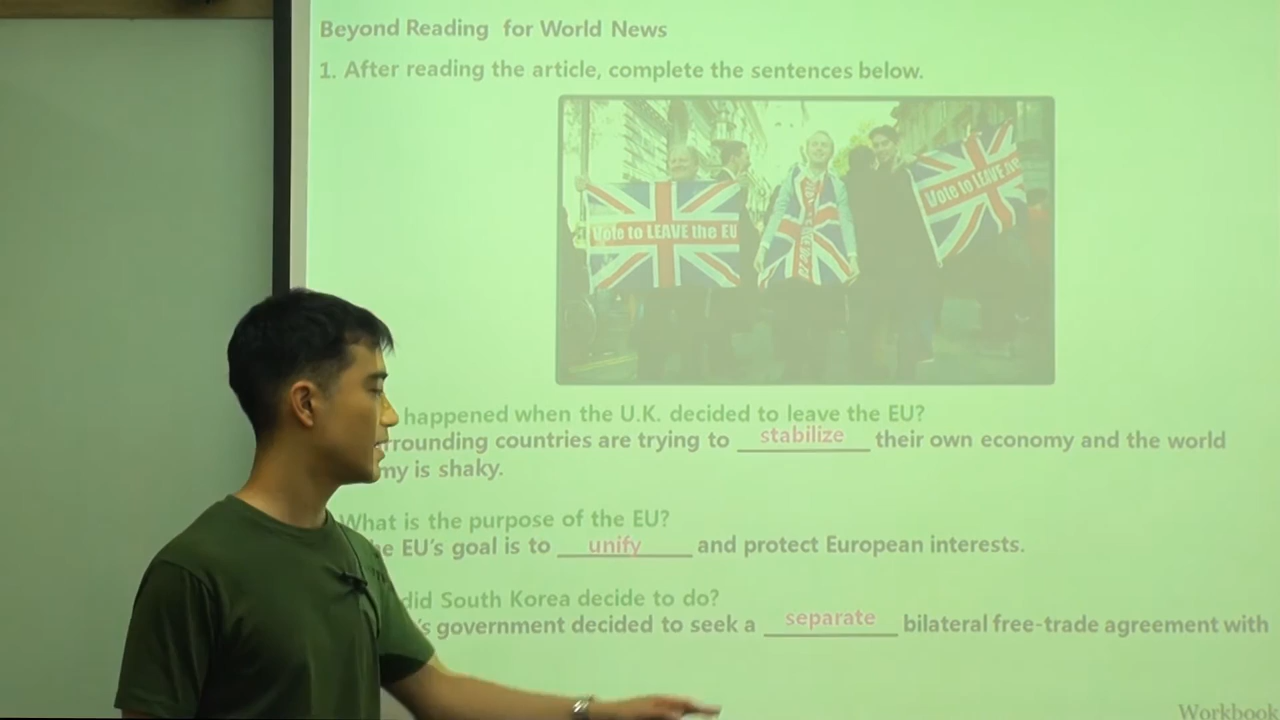 Beyond Reading for World News
1. After reading the article, complete the sentences below.
Vote to LEAVE the EU
Vote to LEAVE
happened when the U.K. decided to leave the EU?
rrounding countries are trying to stabilize their own economy and the world
my is shaky.
What is the purpose of the EU?
he EU's goal is to unify and protect European interests.
did South Korea decide to do?
's government decided to seek a separate bilateral free-trade agreement with
Workbook